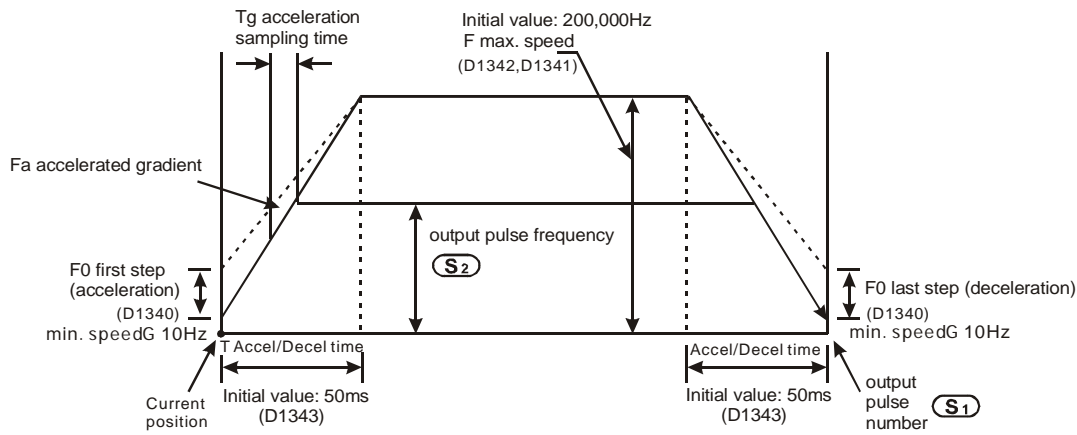 Tg acceleration
sampling time
Initial value: 200,000Hz
F max. speed
(D1342,D1341)
Fa accelerated gradient
output pulse frequency
S2
F0 first step
(acceleration)
(D1340)
min. speedG 10Hz
F0 last step (deceleration)
(D1340)
min. speedG 10Hz
T Accel/Decel time
Accel/Decel time
Current
position
Initial value: 50ms
(D1343)
Initial value: 50ms
(D1343)
output
pulse
number S1